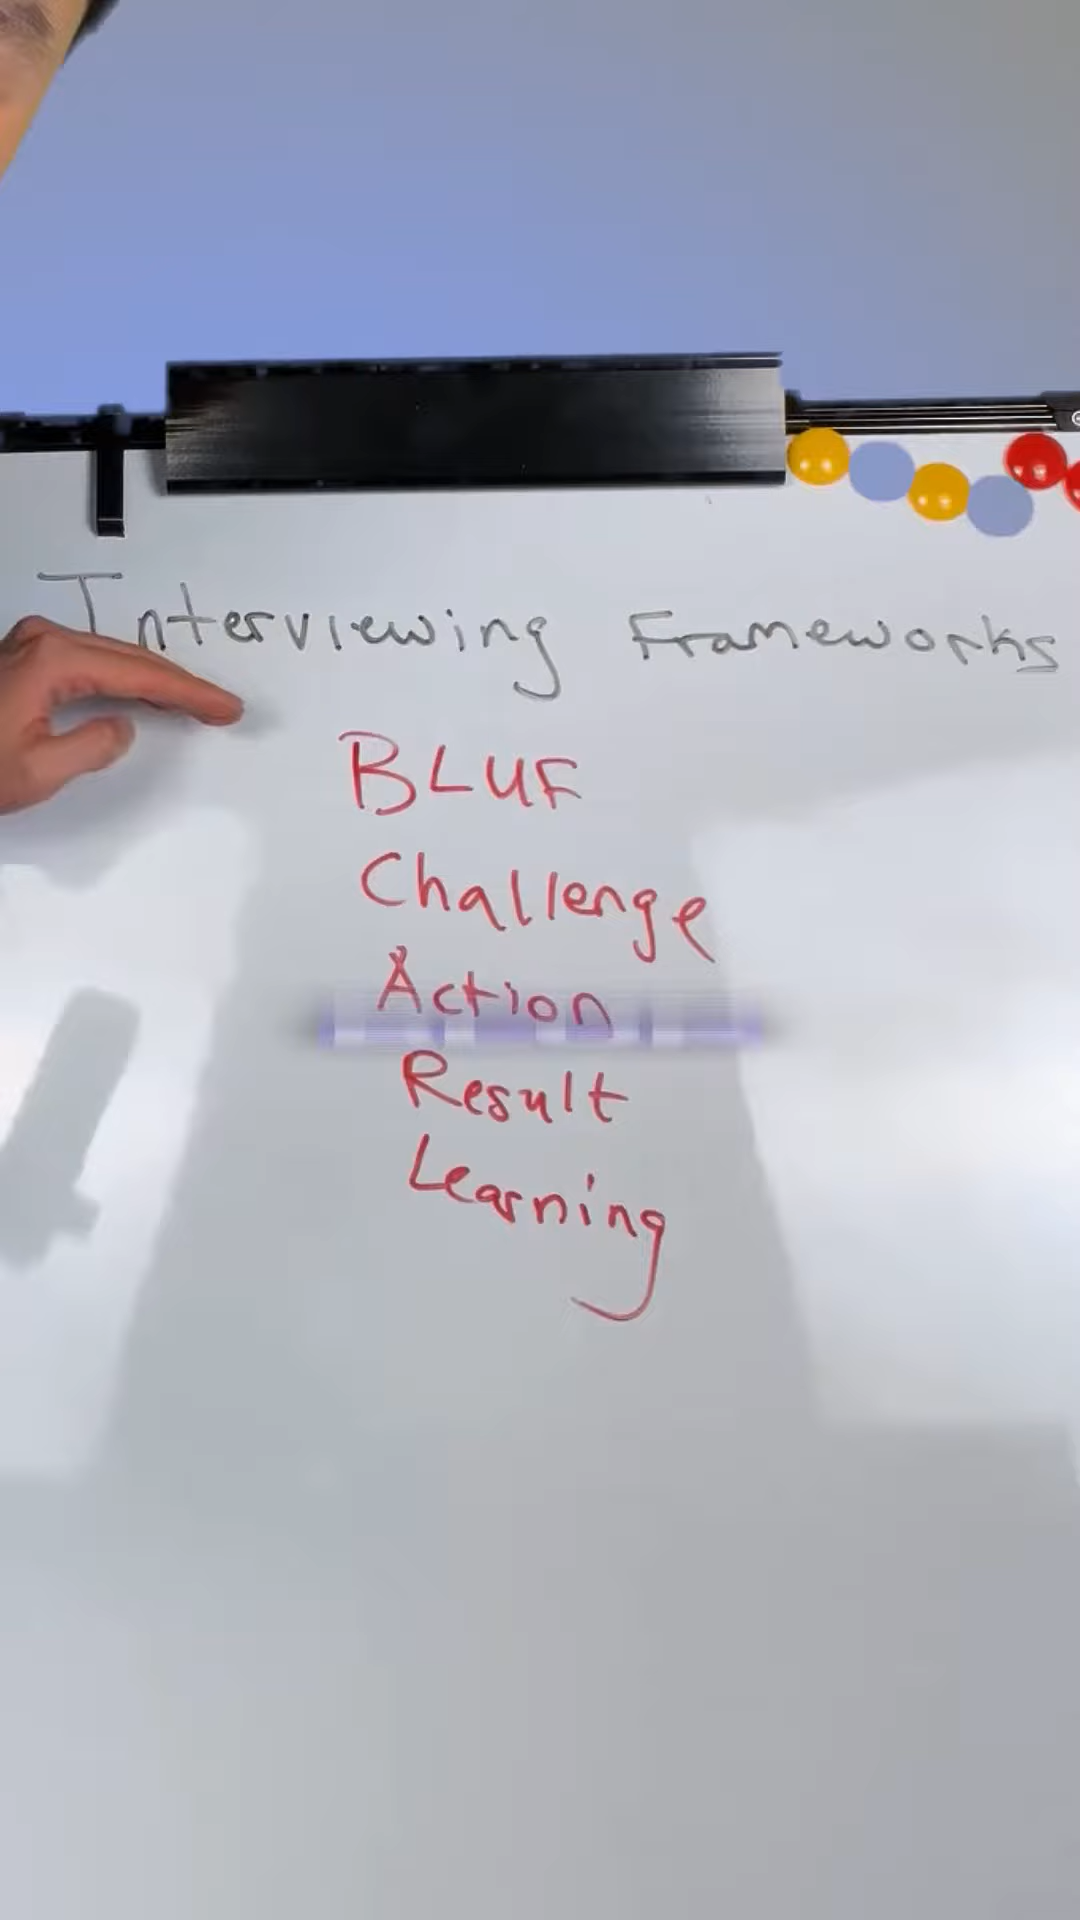 Interviewing Frameworks
BLUF
Challenge
Action
Result
Learning